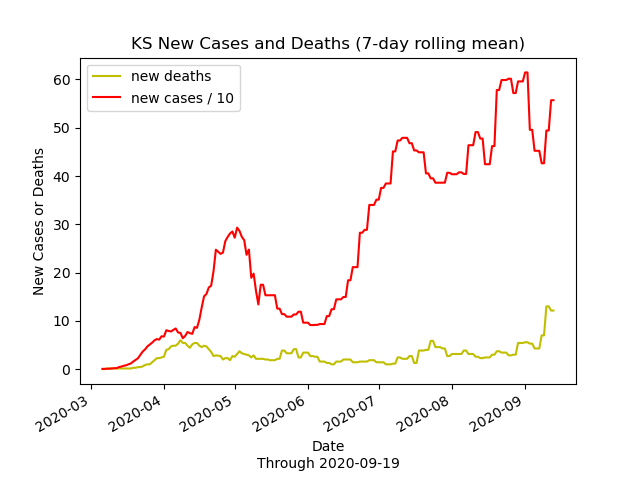 KS New Cases and Deaths (7-day rolling mean)
new deaths
new cases / 10
60
50
40
30
20
10
0
New Cases or Deaths
2020-03
2020-04
2020-05
2020-06
2020-07
2020-08
2020-09
Date
Through 2020-09-19